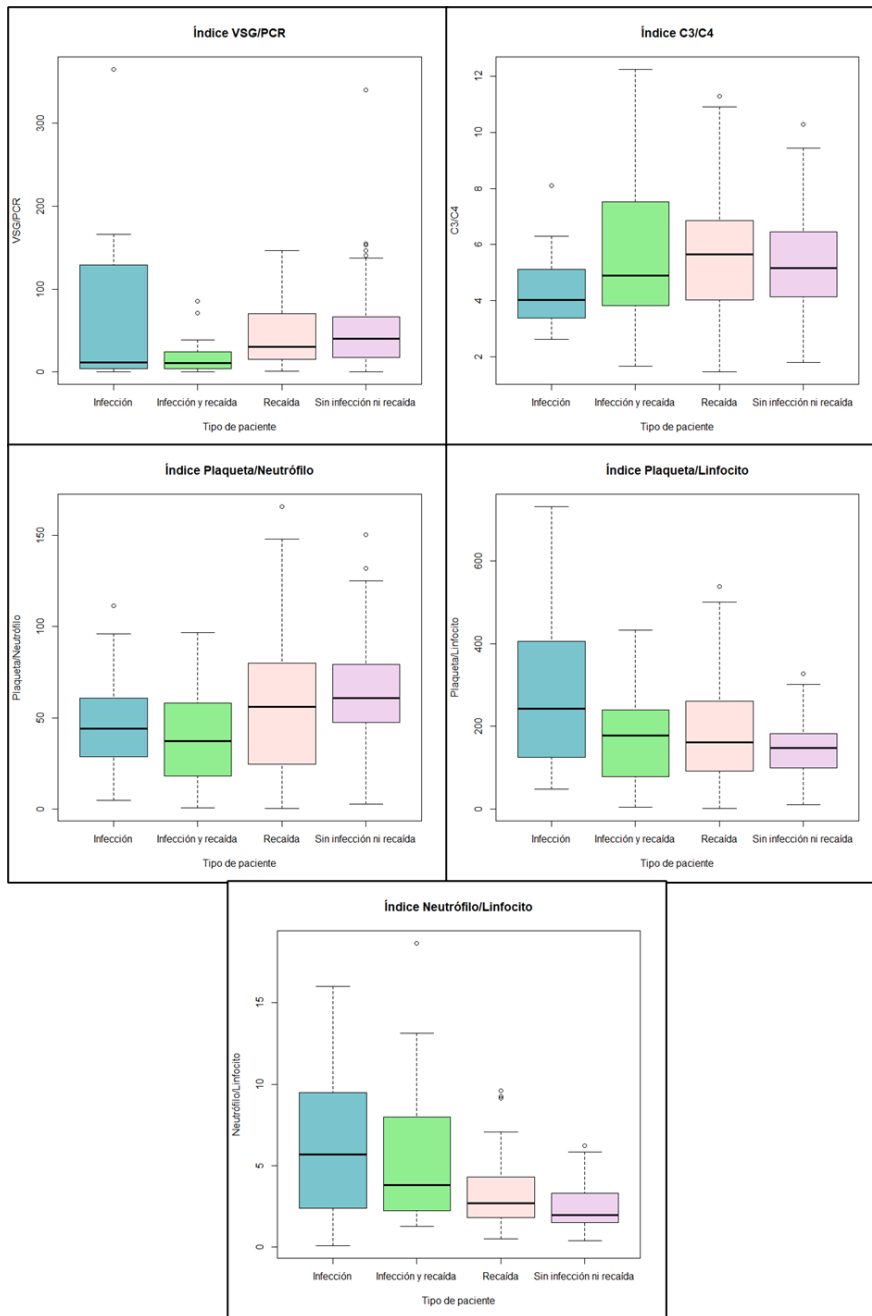 Índice VSG/PCR
VSG/PCR
300
200
100
0
Infección
Infección y recaída
Recaída
Sin infección ni recaída
Tipo de paciente
Índice C3/C4
C3/C4
12
10
8
6
4
2
Infección
Infección y recaída
Recaída
Sin infección ni recaída
Tipo de paciente
Índice Plaqueta/Neutrófilo
Plaqueta/Neutrófilo
150
100
50
0
Infección
Infección y recaída
Recaída
Sin infección ni recaída
Tipo de paciente
Índice Plaqueta/Linfocito
Plaqueta/Linfocito
600
400
200
0
Infección
Infección y recaída
Recaída
Sin infección ni recaída
Tipo de paciente
Índice Neutrófilo/Linfocito
Neutrófilo/Linfocito
15
10
5
0
Infección
Infección y recaída
Recaída
Sin infección ni recaída
Tipo de paciente